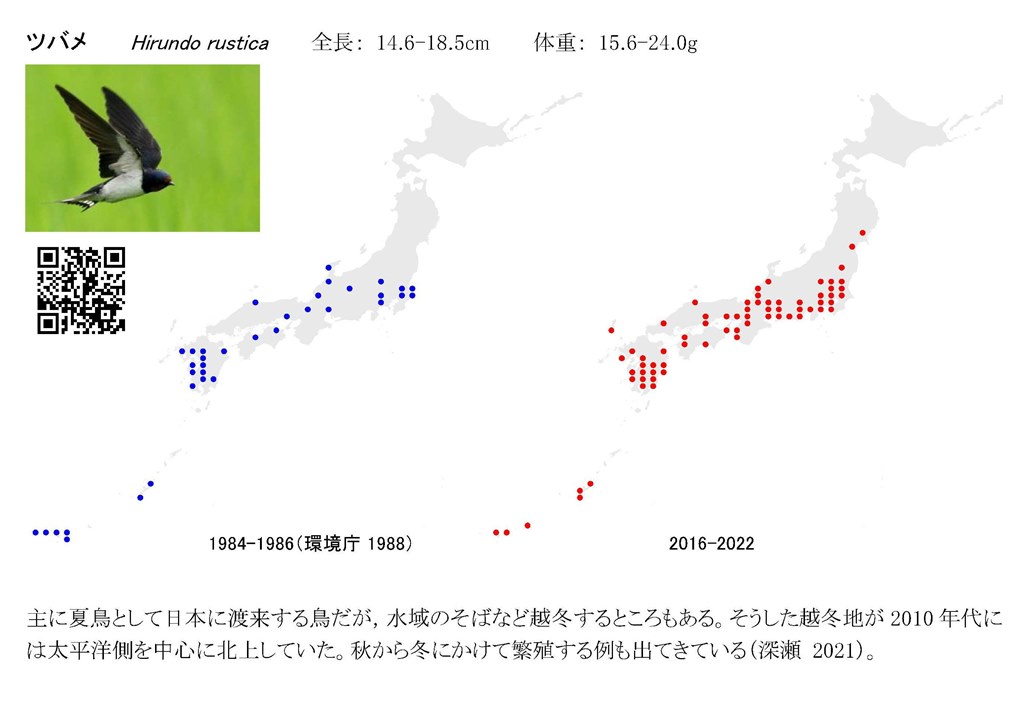 ツバメ Hirundo rustica 全長： 14.6-18.5cm 体重： 15.6-24.0g
1984-1986（環境庁 1988） 2016-2022
主に夏鳥として日本に渡来する鳥だが，水域のそばなど越冬するところもある。そうした越冬地が 2010 年代に
は太平洋側を中心に北上していた。秋から冬にかけて繁殖する例も出てきている（深瀬 2021）。